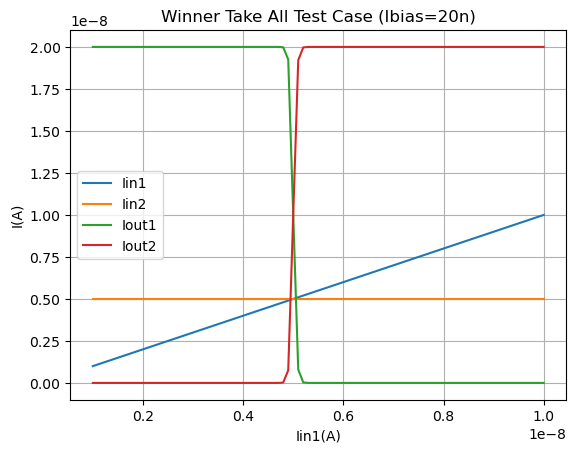 Winner Take All Test Case (Ibias=20n)
1e−8
2.00
1.75
1.50
1.25
1.00
0.75
0.50
0.25
0.00
I(A)
Iin1
Iin2
Iout1
Iout2
0.2
0.4
0.6
0.8
1.0
1e−8
Iin1(A)